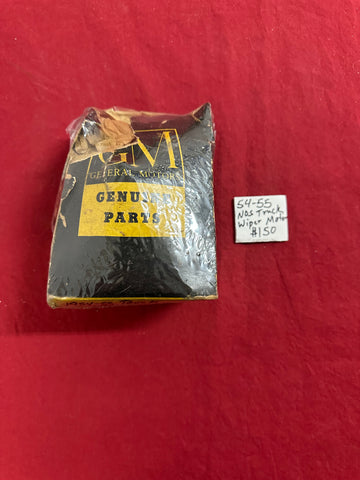 GM
GENERAL MOTORS
GENUINE
PARTS
54-55
NOS Truck
Wiper Motor
$150